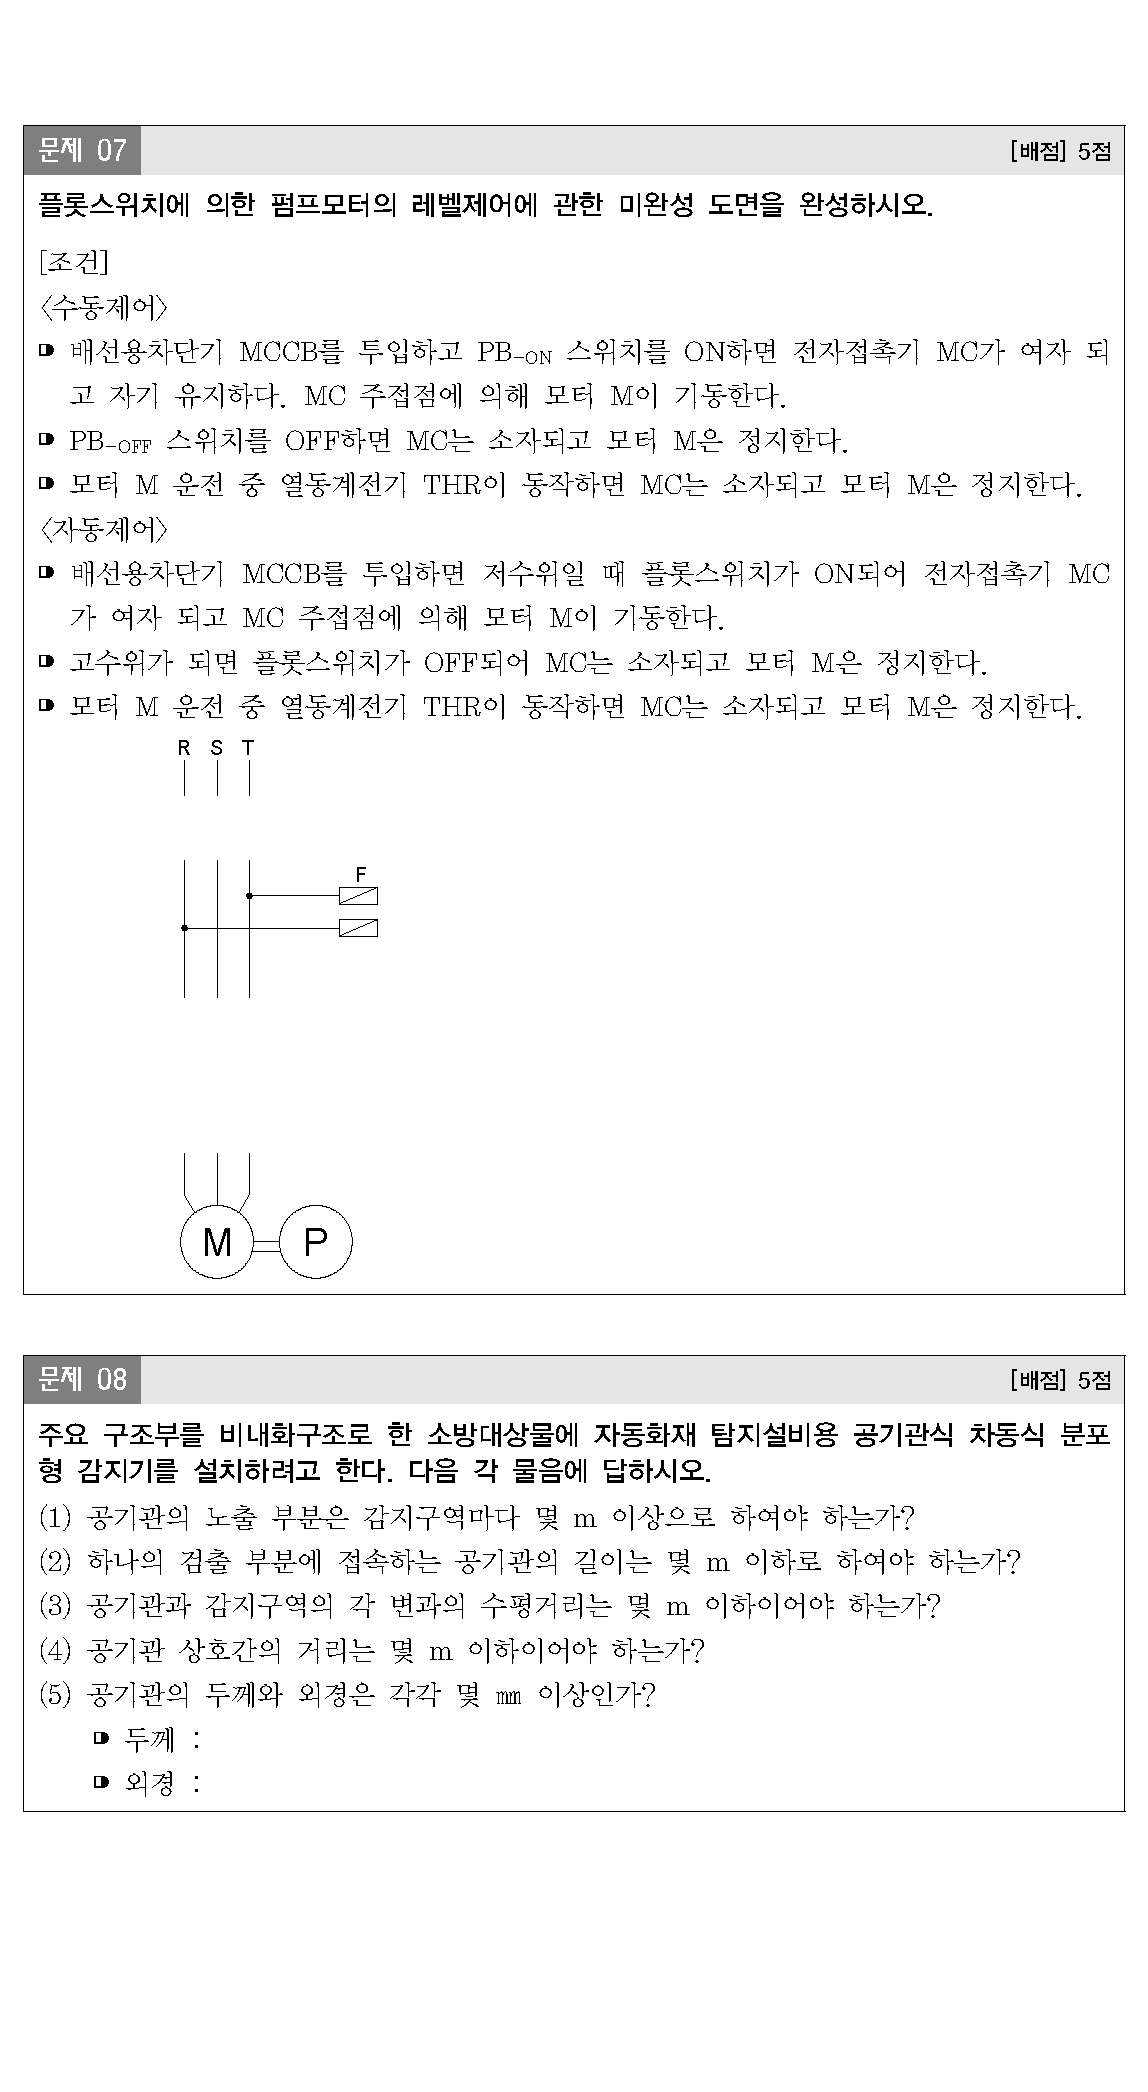 문제 07
[배점] 5점
플롯스위치에 의한 펌프모터의 레벨제어에 관한 미완성 도면을 완성하시오.
[조건]
〈수동제어〉
배선용차단기 MCCB를 투입하고 PB-ON 스위치를 ON하면 전자접촉기 MC가 여자 되
고 자기 유지하다. MC 주접점에 의해 모터 M이 기동한다.
PB-OFF 스위치를 OFF하면 MC는 소자되고 모터 M은 정지한다.
모터 M 운전 중 열동계전기 THR이 동작하면 MC는 소자되고 모터 M은 정지한다.
〈자동제어〉
배선용차단기 MCCB를 투입하면 저수위일 때 플롯스위치가 ON되어 전자접촉기 MC
가 여자 되고 MC 주접점에 의해 모터 M이 기동한다.
고수위가 되면 플롯스위치가 OFF되어 MC는 소자되고 모터 M은 정지한다.
모터 M 운전 중 열동계전기 THR이 동작하면 MC는 소자되고 모터 M은 정지한다.
R S T
F
M P
문제 08
[배점] 5점
주요 구조부를 비내화구조로 한 소방대상물에 자동화재 탐지설비용 공기관식 차동식 분포
형 감지기를 설치하려고 한다. 다음 각 물음에 답하시오.
(1) 공기관의 노출 부분은 감지구역마다 몇 m 이상으로 하여야 하는가?
(2) 하나의 검출 부분에 접속하는 공기관의 길이는 몇 m 이하로 하여야 하는가?
(3) 공기관과 감지구역의 각 변과의 수평거리는 몇 m 이하이어야 하는가?
(4) 공기관 상호간의 거리는 몇 m 이하이어야 하는가?
(5) 공기관의 두께와 외경은 각각 몇 ㎜ 이상인가?
두께 :
외경 :